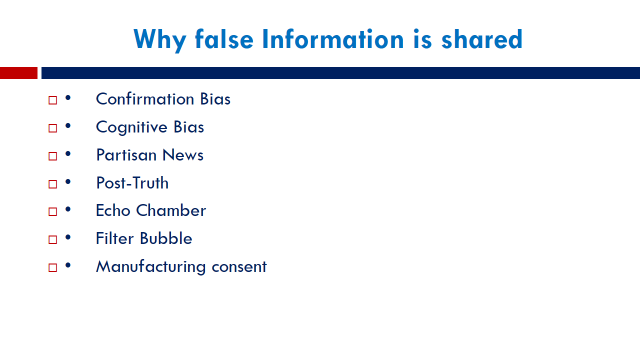 Why false Information is shared
• Confirmation Bias
• Cognitive Bias
• Partisan News
• Post-Truth
• Echo Chamber
• Filter Bubble
• Manufacturing consent